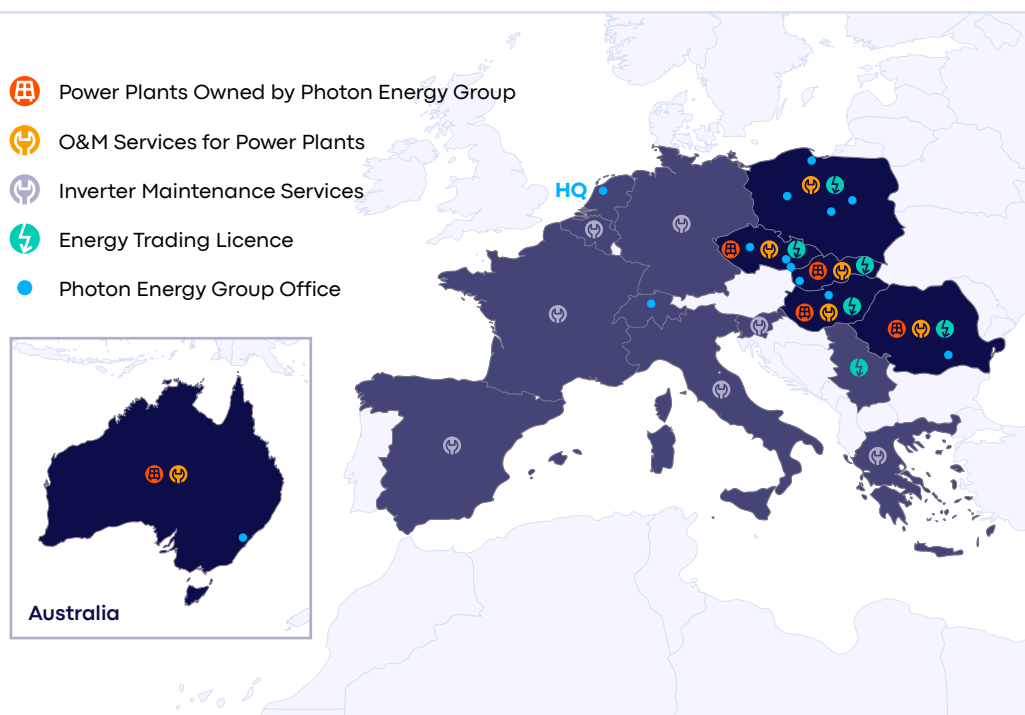 Power Plants Owned by Photon Energy Group
O&M Services for Power Plants
Inverter Maintenance Services
HQ
Energy Trading Licence
Photon Energy Group Office
Australia